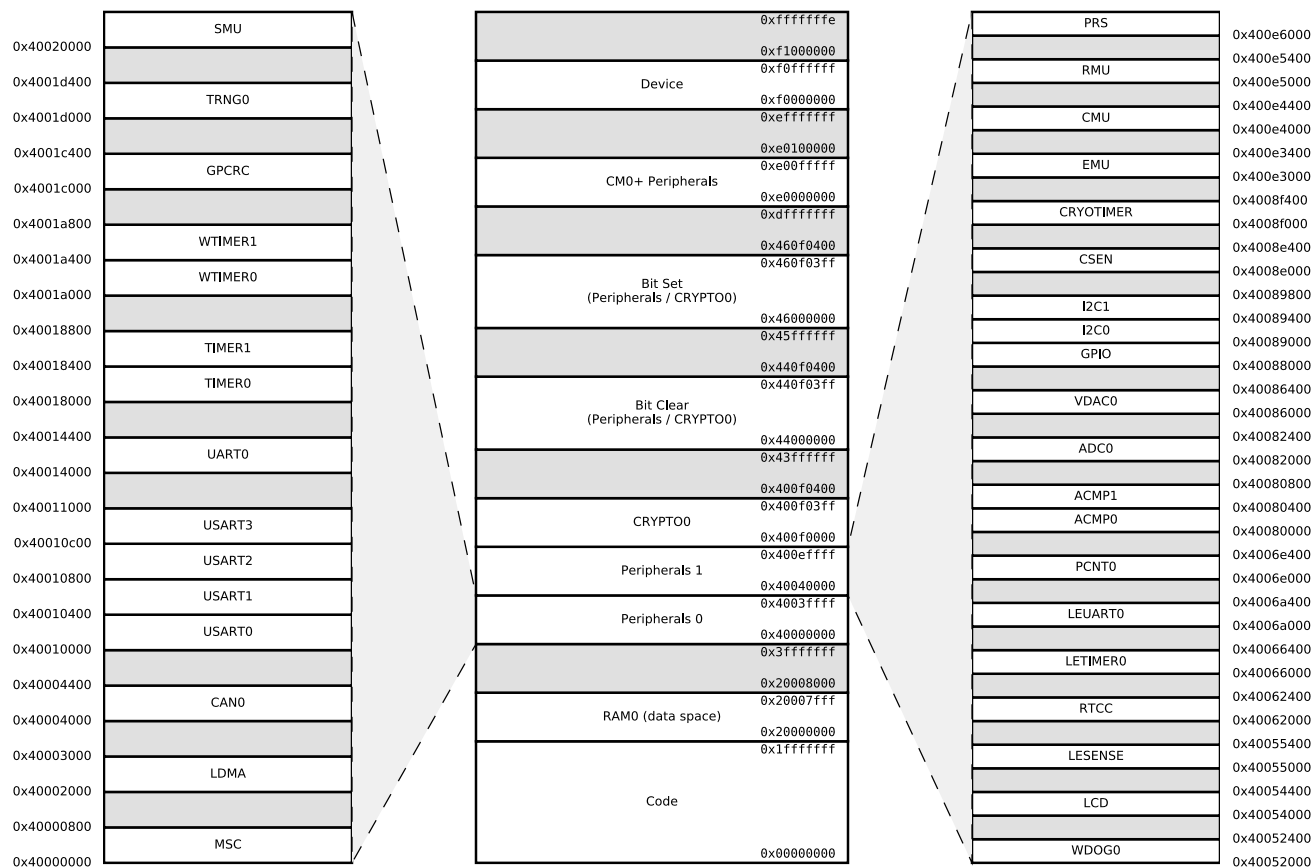 SMU
0x40020000
0x4001d400
TRNG0
0x4001d000
0x4001c400
GPCRC
0x4001c000
0x4001a800
WTIMER1
0x4001a400
WTIMER0
0x4001a000
0x40018800
TIMER1
0x40018400
TIMER0
0x40018000
0x40014400
UART0
0x40014000
0x40011000
USART3
0x40010c00
USART2
0x40010800
USART1
0x40010400
USART0
0x40010000
0x40004400
CAN0
0x40004000
0x40003000
LDMA
0x40002000
0x40000800
MSC
0x40000000
0xfffffffe
0xf1000000
0xf0ffffff
Device
0xf0000000
0xefffffff
0xe0100000
0xe00fffff
CM0+ Peripherals
0xe0000000
0xdfffffff
0x460f0400
0x460f03ff
Bit Set
(Peripherals / CRYPTO0)
0x46000000
0x45ffffff
0x440f0400
0x440f03ff
Bit Clear
(Peripherals / CRYPTO0)
0x44000000
0x43ffffff
0x400f0400
0x400f03ff
CRYPTO0
0x400f0000
0x400effff
Peripherals 1
0x40040000
0x4003ffff
Peripherals 0
0x40000000
0x3fffffff
0x20008000
0x20007fff
RAM0 (data space)
0x20000000
0x1fffffff
Code
0x00000000
PRS
0x400e6000
0x400e5400
RMU
0x400e5000
0x400e4400
CMU
0x400e4000
0x400e3400
EMU
0x400e3000
0x4008f400
CRYOTIMER
0x4008f000
0x4008e400
CSEN
0x4008e000
0x40089800
I2C1
0x40089400
I2C0
0x40089000
GPIO
0x40088000
0x40086400
VDAC0
0x40086000
0x40082400
ADC0
0x40082000
0x40080800
ACMP1
0x40080400
ACMP0
0x40080000
0x4006e400
PCNT0
0x4006e000
0x4006a400
LEUART0
0x4006a000
0x40066400
LETIMER0
0x40066000
0x40062400
RTCC
0x40062000
0x40055400
LESENSE
0x40055000
0x40054400
LCD
0x40054000
0x40052400
WDOG0
0x40052000